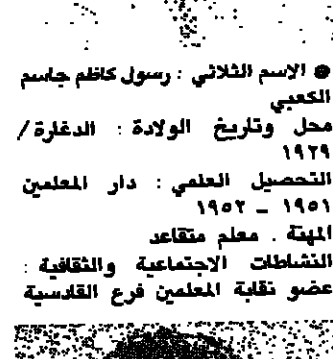 ● الاسم الثلاثي : رسول كاظم جاسم
الكعبي
محل وتاريخ الولادة : الدغارة /
١٩٢٩
التحصيل العلمي : دار المعلمين
١٩٥١ ـ ١٩٥٢
المهنة . معلم متقاعد
النشاطات الاجتماعية والثقافية :
عضو نقابة المعلمين فرع القادسية